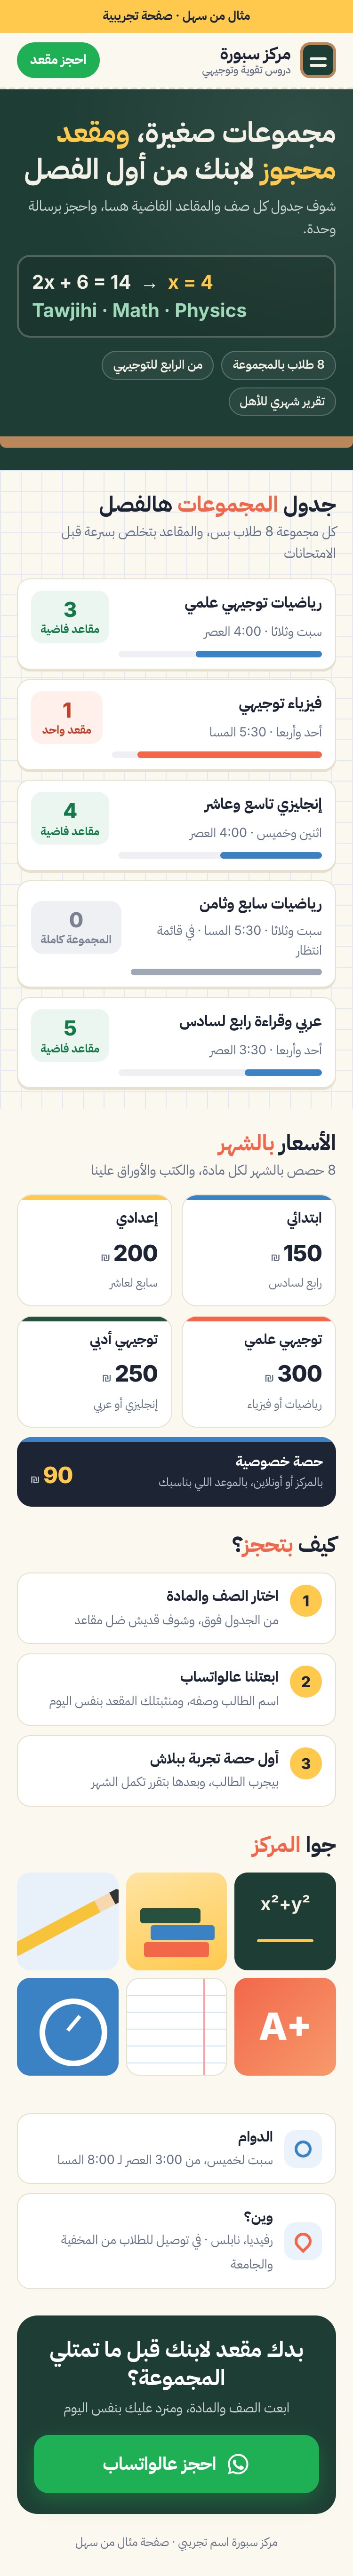 مثال من سهل · صفحة تجريبية
مركز سبورة
دروس تقوية وتوجيهي
احجز مقعد
مجموعات صغيرة، ومقعد
محجوز لابنك من أول الفصل
شوف جدول كل صف والمقاعد الفاضية هسا، واحجز برسالة
وحدة.
2x + 6 = 14 → x = 4
Tawjihi · Math · Physics
8 طلاب بالمجموعة
من الرابع للتوجيهي
تقرير شهري للأهل
جدول المجموعات هالفصل
كل مجموعة 8 طلاب بس، والمقاعد بتخلص بسرعة قبل
الامتحانات
رياضيات توجيهي علمي
سبت وثلاثا · 4:00 العصر
3
مقاعد فاضية
فيزياء توجيهي
أحد وأربعا · 5:30 المسا
1
مقعد واحد
إنجليزي تاسع وعاشر
اثنين وخميس · 4:00 العصر
4
مقاعد فاضية
رياضيات سابع وثامن
سبت وثلاثا · 5:30 المسا · في قائمة
انتظار
0
المجموعة كاملة
عربي وقراءة رابع لسادس
أحد وأربعا · 3:30 العصر
5
مقاعد فاضية
الأسعار بالشهر
8 حصص بالشهر لكل مادة، والكتب والأوراق علينا
ابتدائي
150 ₪
رابع لسادس
إعدادي
200 ₪
سابع لعاشر
توجيهي علمي
300 ₪
رياضيات أو فيزياء
توجيهي أدبي
250 ₪
إنجليزي أو عربي
حصة خصوصية
بالمركز أو أونلاين، بالموعد اللي بناسبك
90 ₪
كيف بتحجز؟
1
اختار الصف والمادة
من الجدول فوق، وشوف قديش ضل مقاعد
2
ابعتلنا عالواتساب
اسم الطالب وصفه، ومنثبتلك المقعد بنفس اليوم
3
أول حصة تجربة ببلاش
بيجرب الطالب، وبعدها بتقرر تكمل الشهر
جوا المركز
x²+y²
A+
الدوام
سبت لخميس، من 3:00 العصر لـ 8:00 المسا
وين؟
رفيديا، نابلس · في توصيل للطلاب من المخفية
والجامعة
بدك مقعد لابنك قبل ما تمتلي
المجموعة؟
ابعت الصف والمادة، ومنرد عليك بنفس اليوم
احجز عالواتساب
مركز سبورة اسم تجريبي · صفحة مثال من سهل